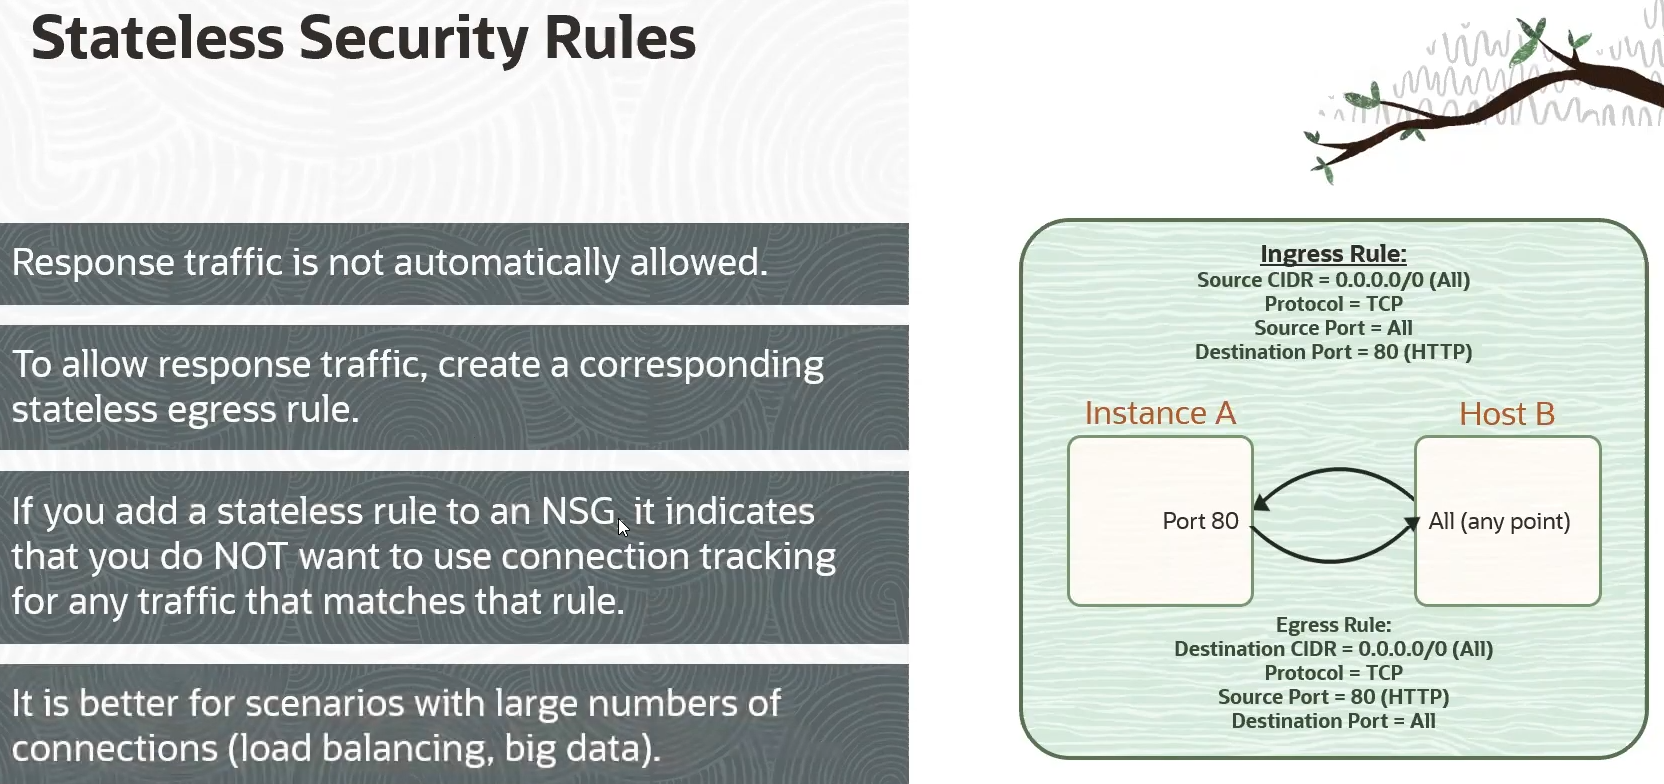 Stateless Security Rules
Response traffic is not automatically allowed.
To allow response traffic, create a corresponding
stateless egress rule.
If you add a stateless rule to an NSG, it indicates
that you do NOT want to use connection tracking
for any traffic that matches that rule.
It is better for scenarios with large numbers of
connections (load balancing, big data).
Ingress Rule:
Source CIDR = 0.0.0.0/0 (All)
Protocol = TCP
Source Port = All
Destination Port = 80 (HTTP)
Instance A
Host B
Port 80
All (any point)
Egress Rule:
Destination CIDR = 0.0.0.0/0 (All)
Protocol = TCP
Source Port = 80 (HTTP)
Destination Port = All